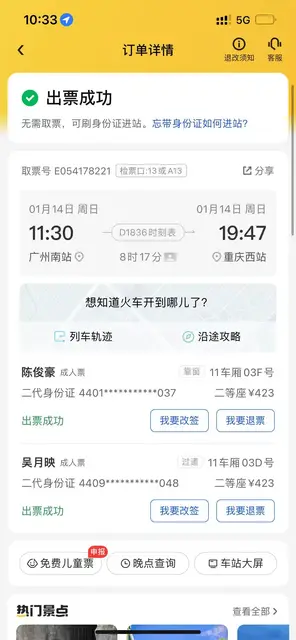 10:33 5G
订单详情
退改须知 客服
出票成功
无需取票，可刷身份证进站。忘带身份证如何进站?
取票号 E054178221 检票口:13或A13 分享
01月14日 周日 01月14日 周日
11:30 D1836时刻表 19:47
广州南站 8时17分 重庆西站
想知道火车开到哪儿了?
列车轨迹 沿途攻略
陈俊豪 成人票 靠窗 11车厢 03F号
二代身份证 4401***********037 二等座 ¥423
出票成功 我要改签 我要退票
吴月映 成人票 过道 11车厢 03D号
二代身份证 4409***********048 二等座 ¥423
出票成功 我要改签 我要退票
申报
免费儿童票 晚点查询 车站大屏
热门景点 查看全部 >